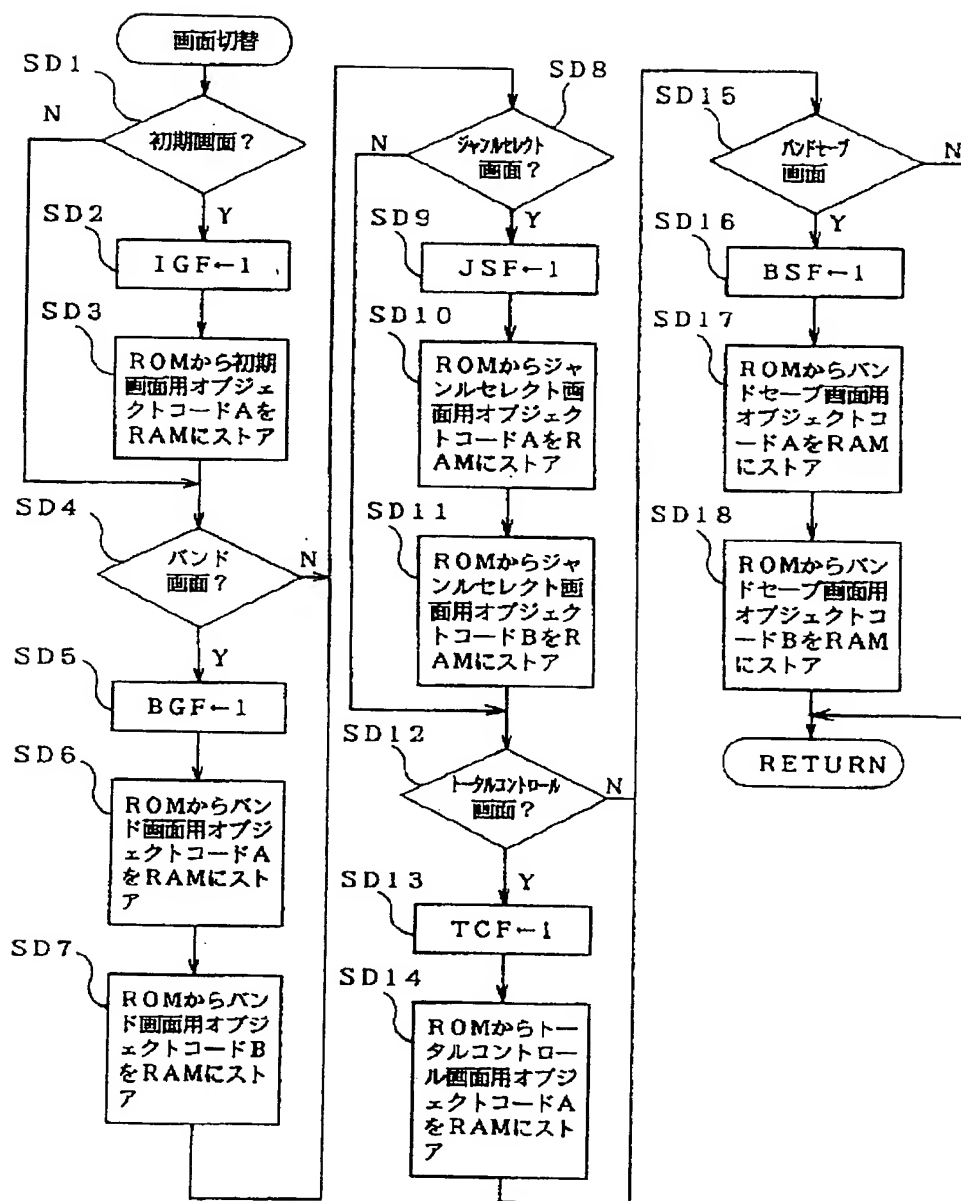 画面切替
SD1
N
初期画面?
Y
SD2
IGF←1
SD3
ROMから初期
画面用オブジェ
クトコードAを
RAMにストア
SD4
バンド
画面?
N
Y
SD5
BGF←1
SD6
ROMからバン
ド画面用オブジ
ェクトコードA
をRAMにスト
ア
SD7
ROMからバン
ド画面用オブジ
ェクトコードB
をRAMにスト
ア
SD8
N
ジャンルセレクト
画面?
Y
SD9
JSF←1
SD10
ROMからジャ
ンルセレクト画
面用オブジェク
トコードAをR
AMにストア
SD11
ROMからジャ
ンルセレクト画
面用オブジェク
トコードBをR
AMにストア
SD12
トータルコントロール
画面?
N
Y
SD13
TCF←1
SD14
ROMからトー
タルコントロー
ル画面用オブジ
ェクトコードA
をRAMにスト
ア
SD15
バンドセーブ
画面
N
Y
SD16
BSF←1
SD17
ROMからバン
ドセーブ画面用
オブジェクトコ
ードAをRAM
にストア
SD18
ROMからバン
ドセーブ画面用
オブジェクトコ
ードBをRAM
にストア
RETURN